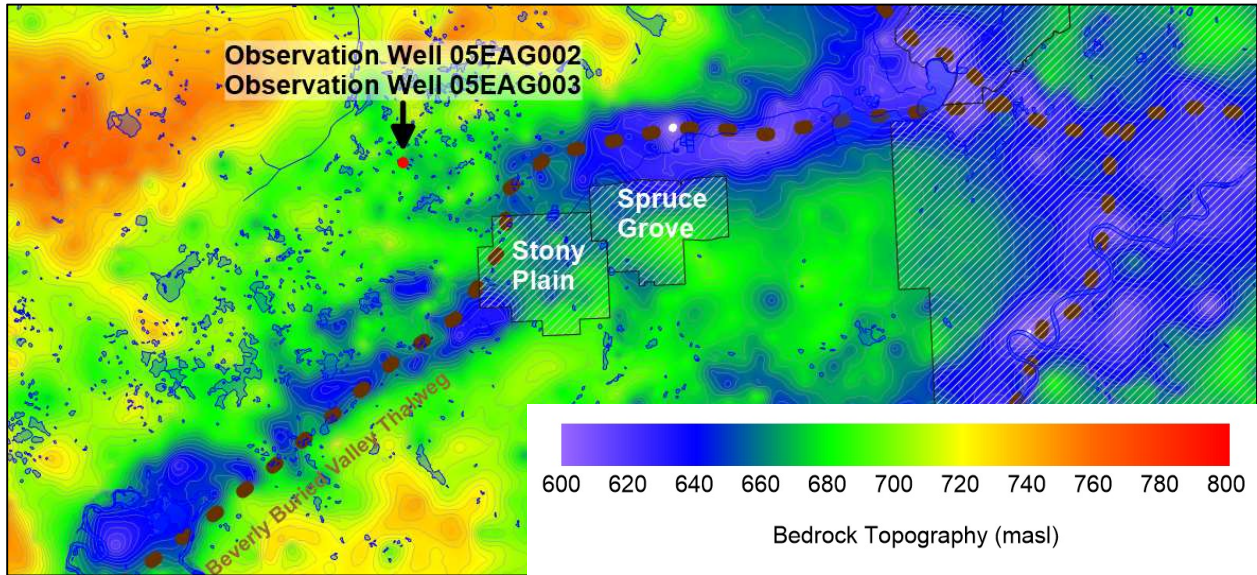 Observation Well 05EAG002
Observation Well 05EAG003
Spruce
Grove
Stony
Plain
Beverly Buried Valley Thalweg
600 620 640 660 680 700 720 740 760 780 800
Bedrock Topography (masl)